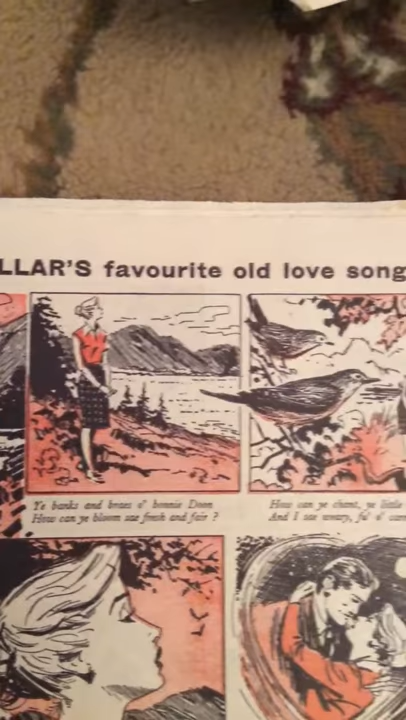 LLAR'S favourite old love song
Ye banks and braes o' bonnie Doon
How can ye bloom sae fresh and fair ?
How can ye chant, ye little
And I sae weary, fu' o' care